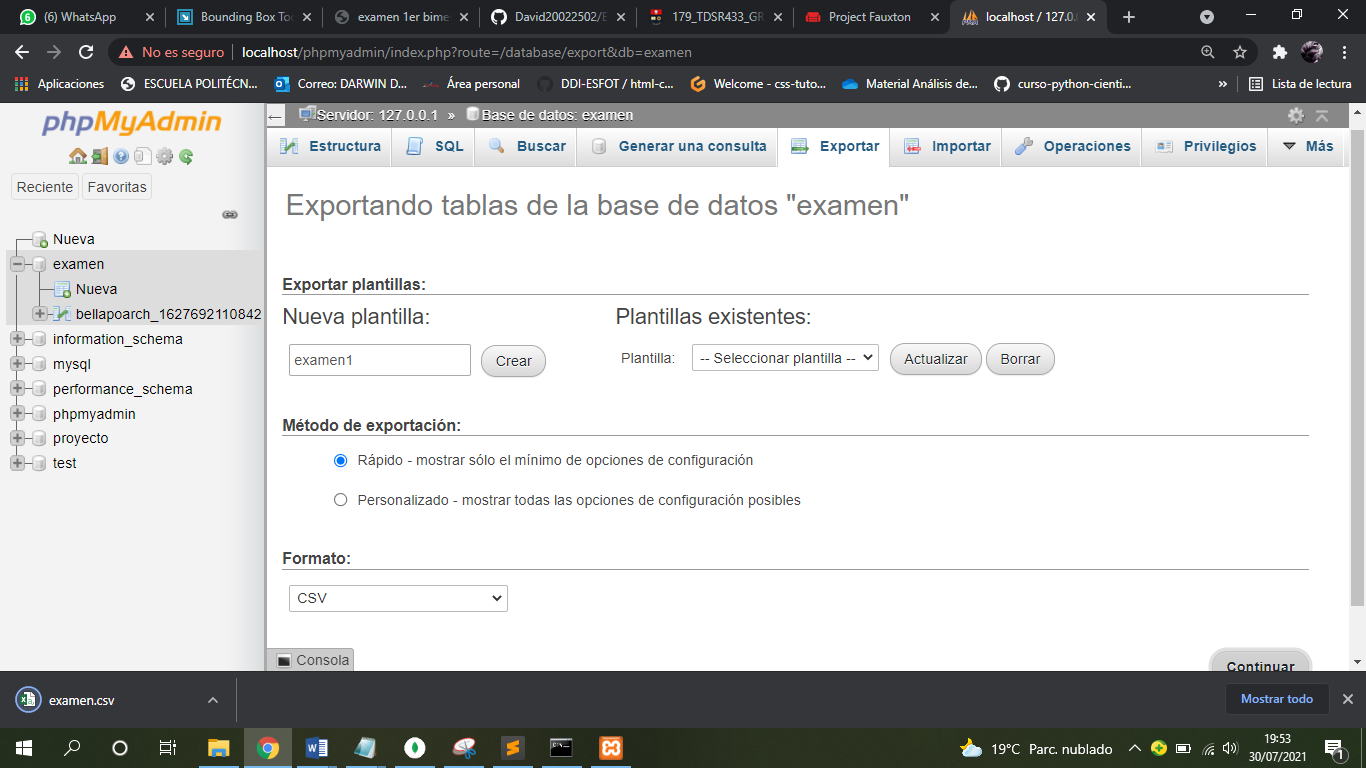 (6) WhatsApp
Bounding Box Too
examen 1er bime
David20022502/E
179_TDSR433_GR
Project Fauxton
localhost / 127.0.
No es seguro
localhost/phpmyadmin/index.php?route=/database/export&db=examen
Aplicaciones
ESCUELA POLITÉCN...
Correo: DARWIN D...
Área personal
DDI-ESFOT / html-c...
Welcome - css-tuto...
Material Análisis de...
curso-python-cienti...
»
Lista de lectura
phpMyAdmin
Reciente
Favoritas
Nueva
examen
Nueva
bellapoarch_1627692110842
information_schema
mysql
performance_schema
phpmyadmin
proyecto
test
Servidor: 127.0.0.1 » Base de datos: examen
Estructura
SQL
Buscar
Generar una consulta
Exportar
Importar
Operaciones
Privilegios
Más
Exportando tablas de la base de datos "examen"
Exportar plantillas:
Nueva plantilla:
examen1
Crear
Plantillas existentes:
Plantilla:
-- Seleccionar plantilla --
Actualizar
Borrar
Método de exportación:
Rápido - mostrar sólo el mínimo de opciones de configuración
Personalizado - mostrar todas las opciones de configuración posibles
Formato:
CSV
Consola
Continuar
examen.csv
Mostrar todo
19°C Parc. nublado
19:53
30/07/2021
1